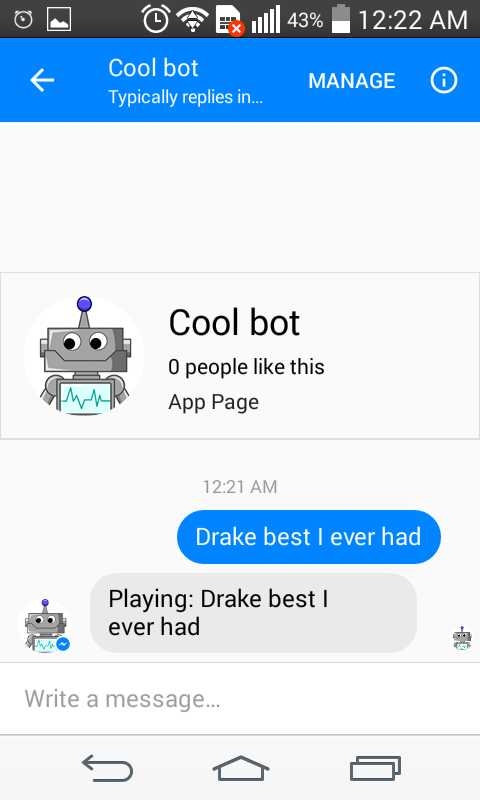 43% 12:22 AM
Cool bot
Typically replies in...
MANAGE
Cool bot
0 people like this
App Page
12:21 AM
Drake best I ever had
Playing: Drake best I
ever had
Write a message...